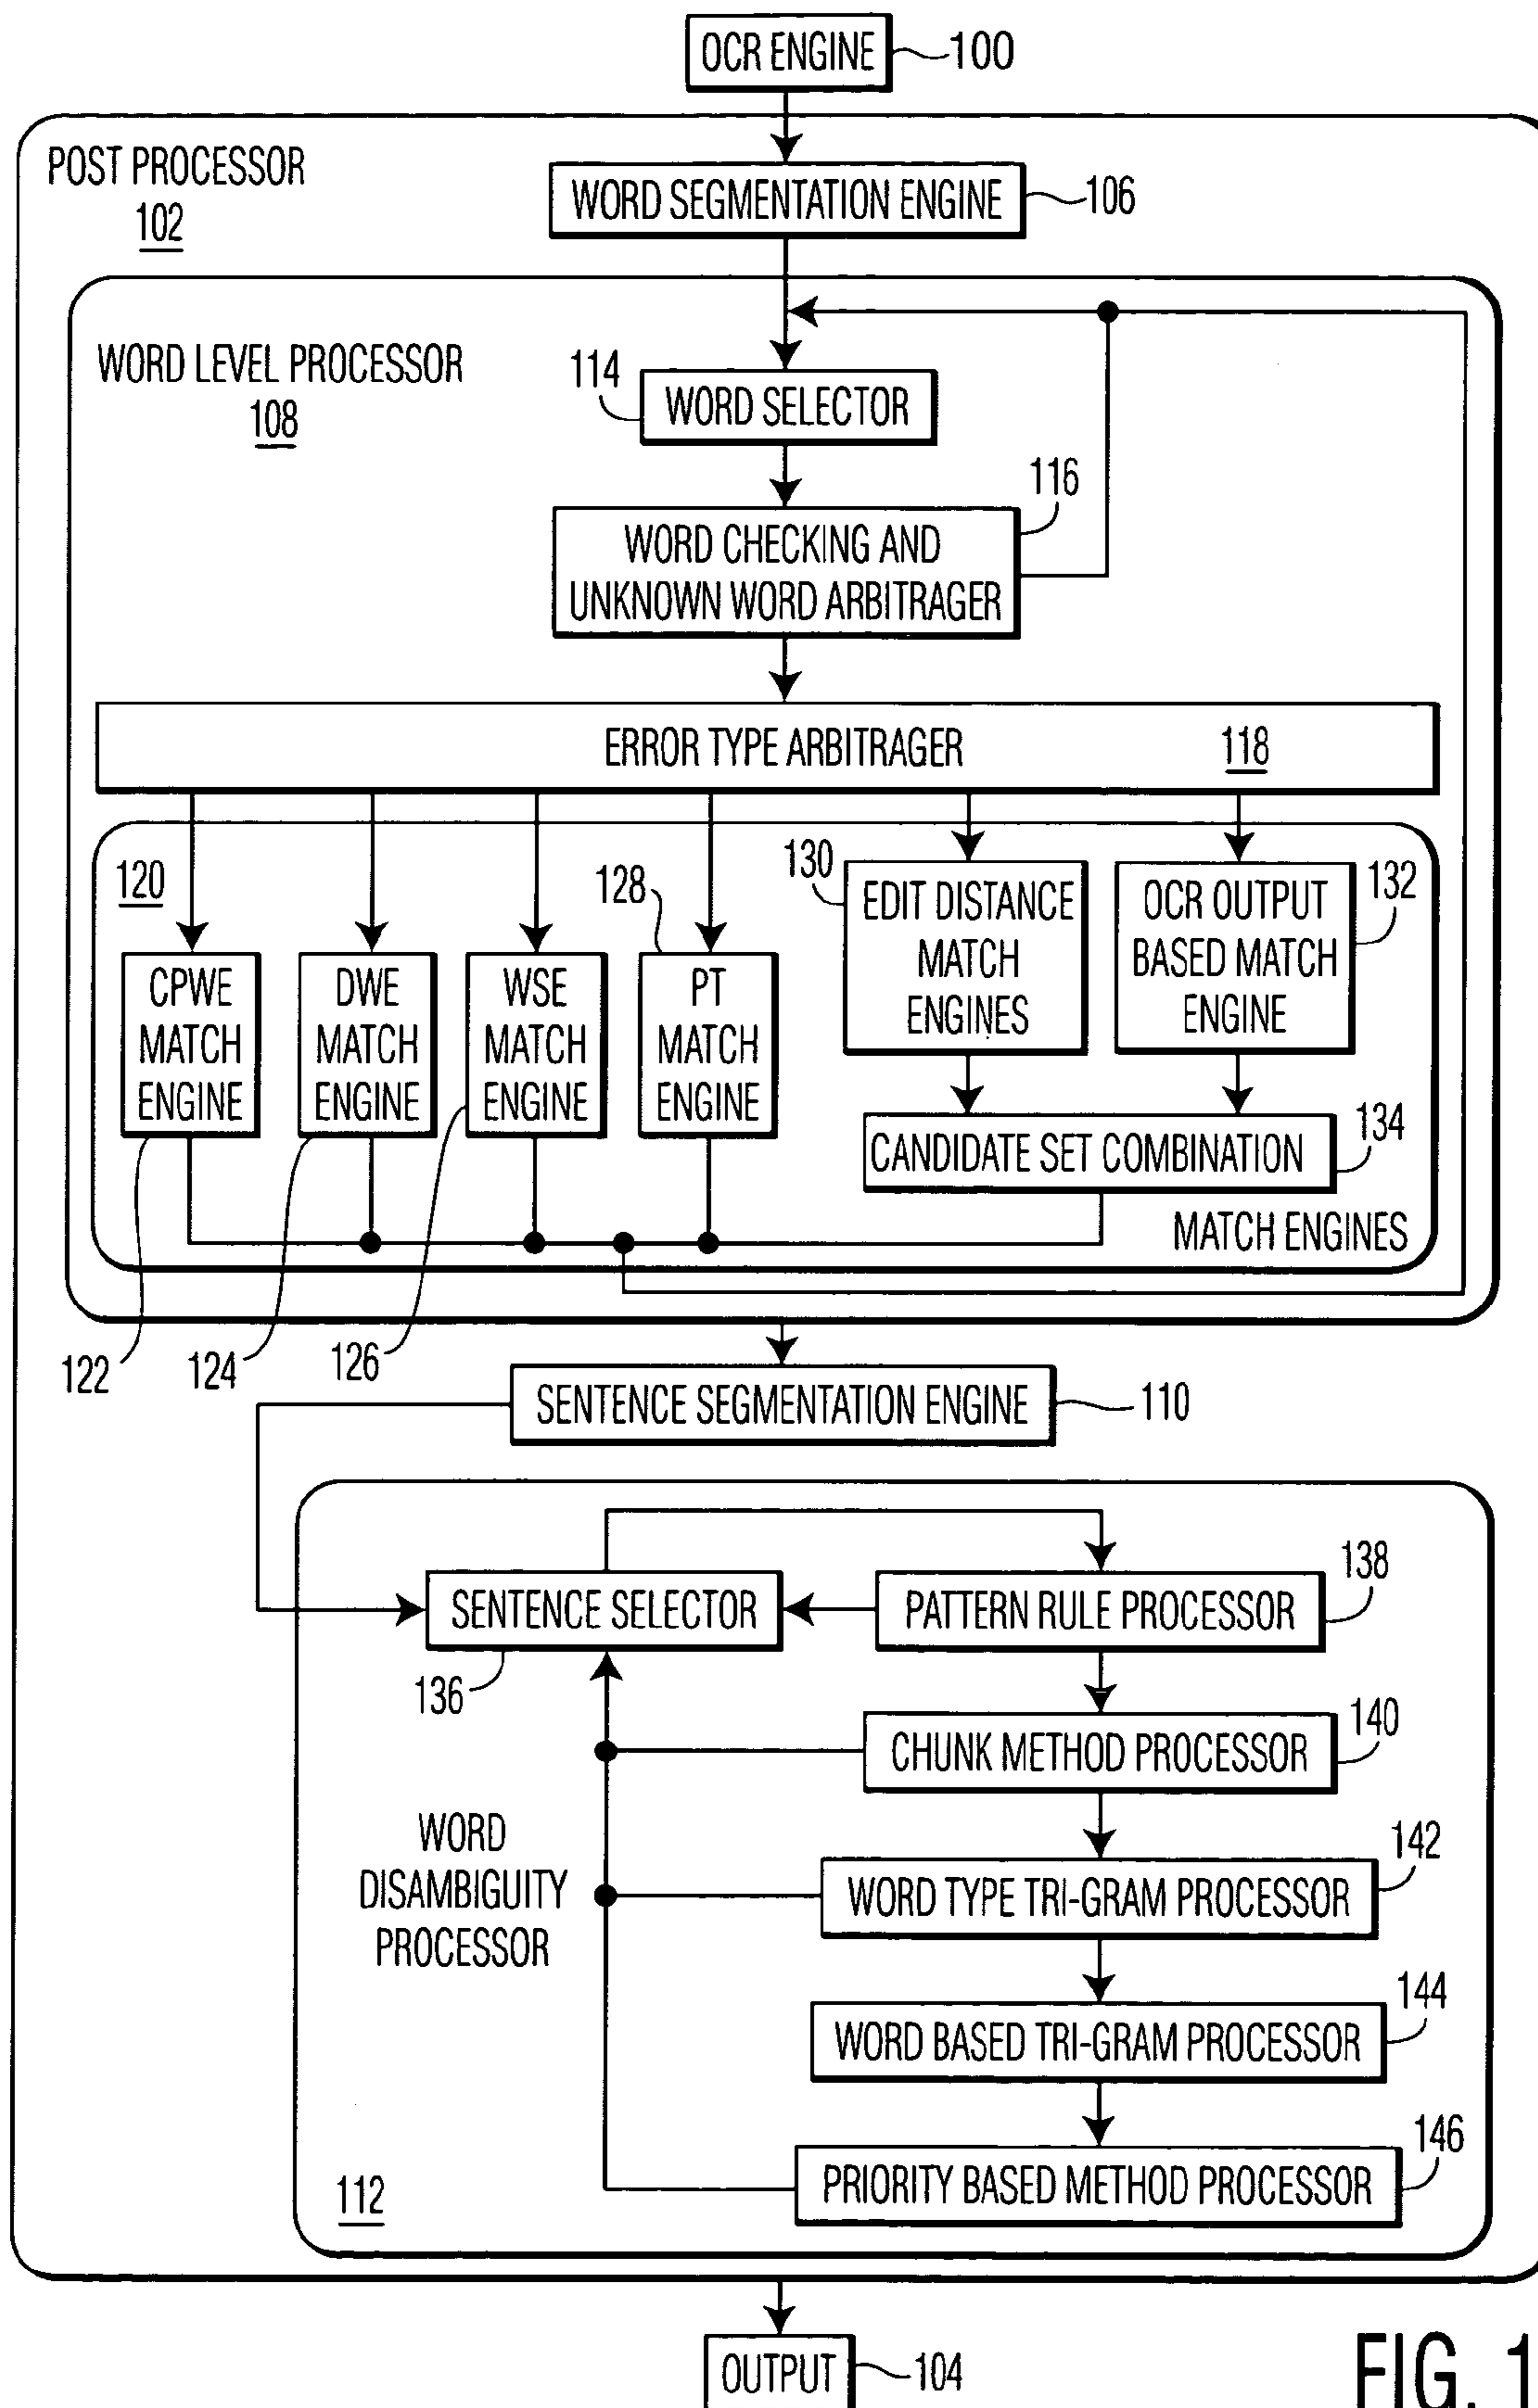 OCR ENGINE
100
POST PROCESSOR
102
WORD SEGMENTATION ENGINE
106
WORD LEVEL PROCESSOR
108
114
WORD SELECTOR
116
WORD CHECKING AND
UNKNOWN WORD ARBITRAGER
ERROR TYPE ARBITRAGER
118
120
CPWE
MATCH
ENGINE
DWE
MATCH
ENGINE
WSE
MATCH
ENGINE
128
PT
MATCH
ENGINE
130
EDIT DISTANCE
MATCH
ENGINES
OCR OUTPUT
BASED MATCH
ENGINE
132
CANDIDATE SET COMBINATION
134
MATCH ENGINES
122
124
126
SENTENCE SEGMENTATION ENGINE
110
SENTENCE SELECTOR
136
PATTERN RULE PROCESSOR
138
CHUNK METHOD PROCESSOR
140
WORD
DISAMBIGUITY
PROCESSOR
WORD TYPE TRI-GRAM PROCESSOR
142
WORD BASED TRI-GRAM PROCESSOR
144
PRIORITY BASED METHOD PROCESSOR
146
112
OUTPUT
104
FIG. 1